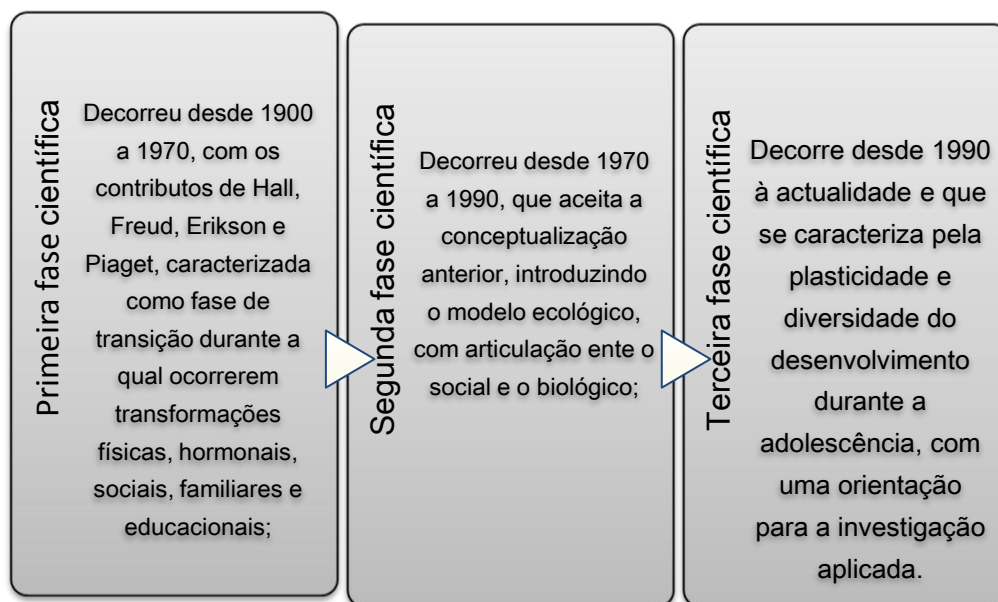 Primeira fase científica
Decorreu desde 1900
a 1970, com os
contributos de Hall,
Freud, Erikson e
Piaget, caracterizada
como fase de
transição durante a
qual ocorrerem
transformações
físicas, hormonais,
sociais, familiares e
educacionais;
Segunda fase científica
Decorreu desde 1970
a 1990, que aceita a
conceptualização
anterior, introduzindo
o modelo ecológico,
com articulação ente o
social e o biológico;
Terceira fase científica
Decorre desde 1990
à actualidade e que
se caracteriza pela
plasticidade e
diversidade do
desenvolvimento
durante a
adolescência, com
uma orientação
para a investigação
aplicada.